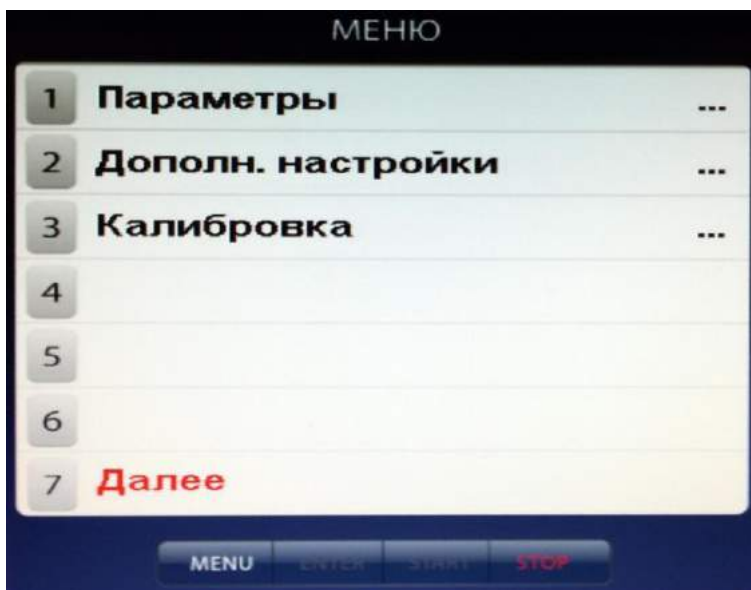 МЕНЮ
1 Параметры ...
2 Дополн. настройки ...
3 Калибровка ...
4
5
6
7 Далее
MENU ENTER START STOP